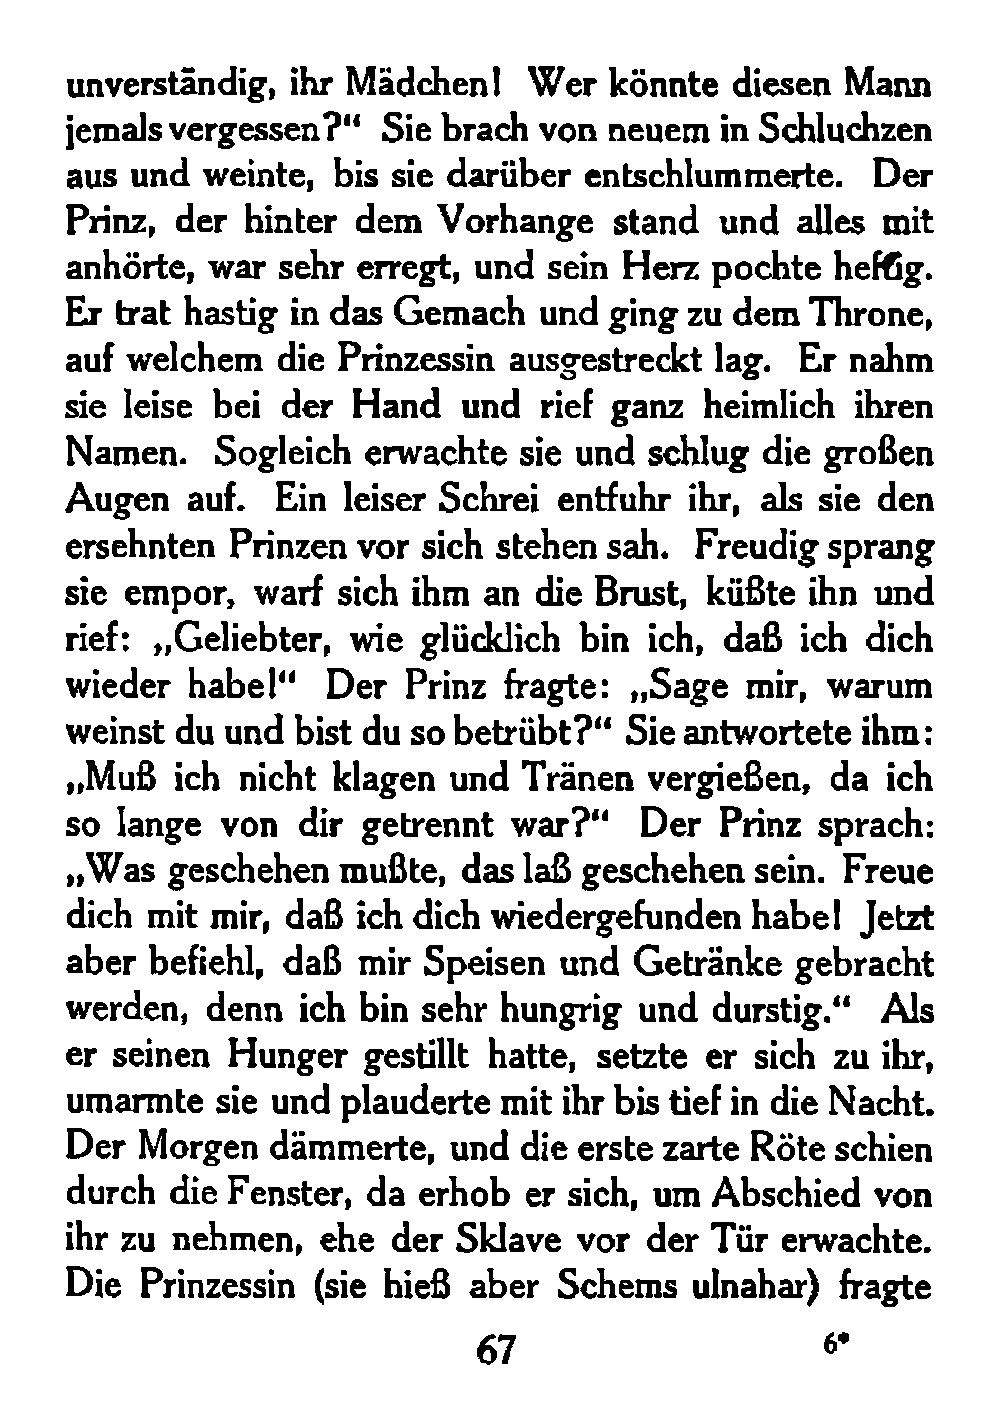 unverständig, ihr Mädchen! Wer könnte diesen Mann
jemals vergessen?“ Sie brach von neuem in Schluchzen
aus und weinte, bis sie darüber entschlummerte. Der
Prinz, der hinter dem Vorhange stand und alles mit
anhörte, war sehr erregt, und sein Herz pochte heftig.
Er trat hastig in das Gemach und ging zu dem Throne,
auf welchem die Prinzessin ausgestreckt lag. Er nahm
sie leise bei der Hand und rief ganz heimlich ihren
Namen. Sogleich erwachte sie und schlug die großen
Augen auf. Ein leiser Schrei entfuhr ihr, als sie den
ersehnten Prinzen vor sich stehen sah. Freudig sprang
sie empor, warf sich ihm an die Brust, küßte ihn und
rief: „Geliebter, wie glücklich bin ich, daß ich dich
wieder habe!“ Der Prinz fragte: „Sage mir, warum
weinst du und bist du so betrübt?“ Sie antwortete ihm:
„Muß ich nicht klagen und Tränen vergießen, da ich
so lange von dir getrennt war?“ Der Prinz sprach:
„Was geschehen mußte, das laß geschehen sein. Freue
dich mit mir, daß ich dich wiedergefunden habe! Jetzt
aber befiehl, daß mir Speisen und Getränke gebracht
werden, denn ich bin sehr hungrig und durstig.“ Als
er seinen Hunger gestillt hatte, setzte er sich zu ihr,
umarmte sie und plauderte mit ihr bis tief in die Nacht.
Der Morgen dämmerte, und die erste zarte Röte schien
durch die Fenster, da erhob er sich, um Abschied von
ihr zu nehmen, ehe der Sklave vor der Tür erwachte.
Die Prinzessin (sie hieß aber Schems ulnahar) fragte
67 6*